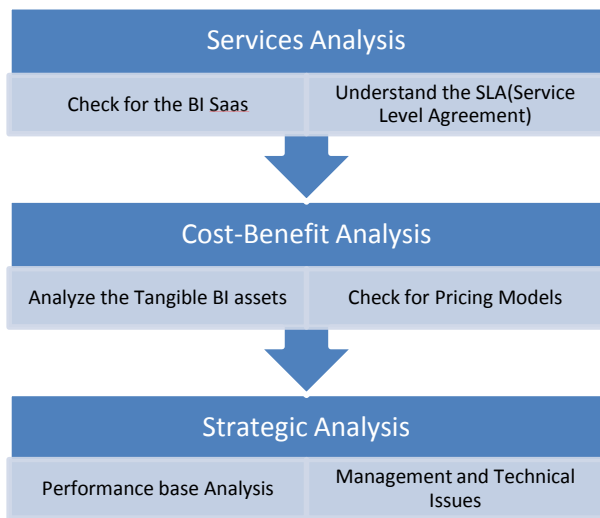 Services Analysis
Check for the BI Saas
Understand the SLA(Service
Level Agreement)
Cost-Benefit Analysis
Analyze the Tangible BI assets
Check for Pricing Models
Strategic Analysis
Performance base Analysis
Management and Technical
Issues